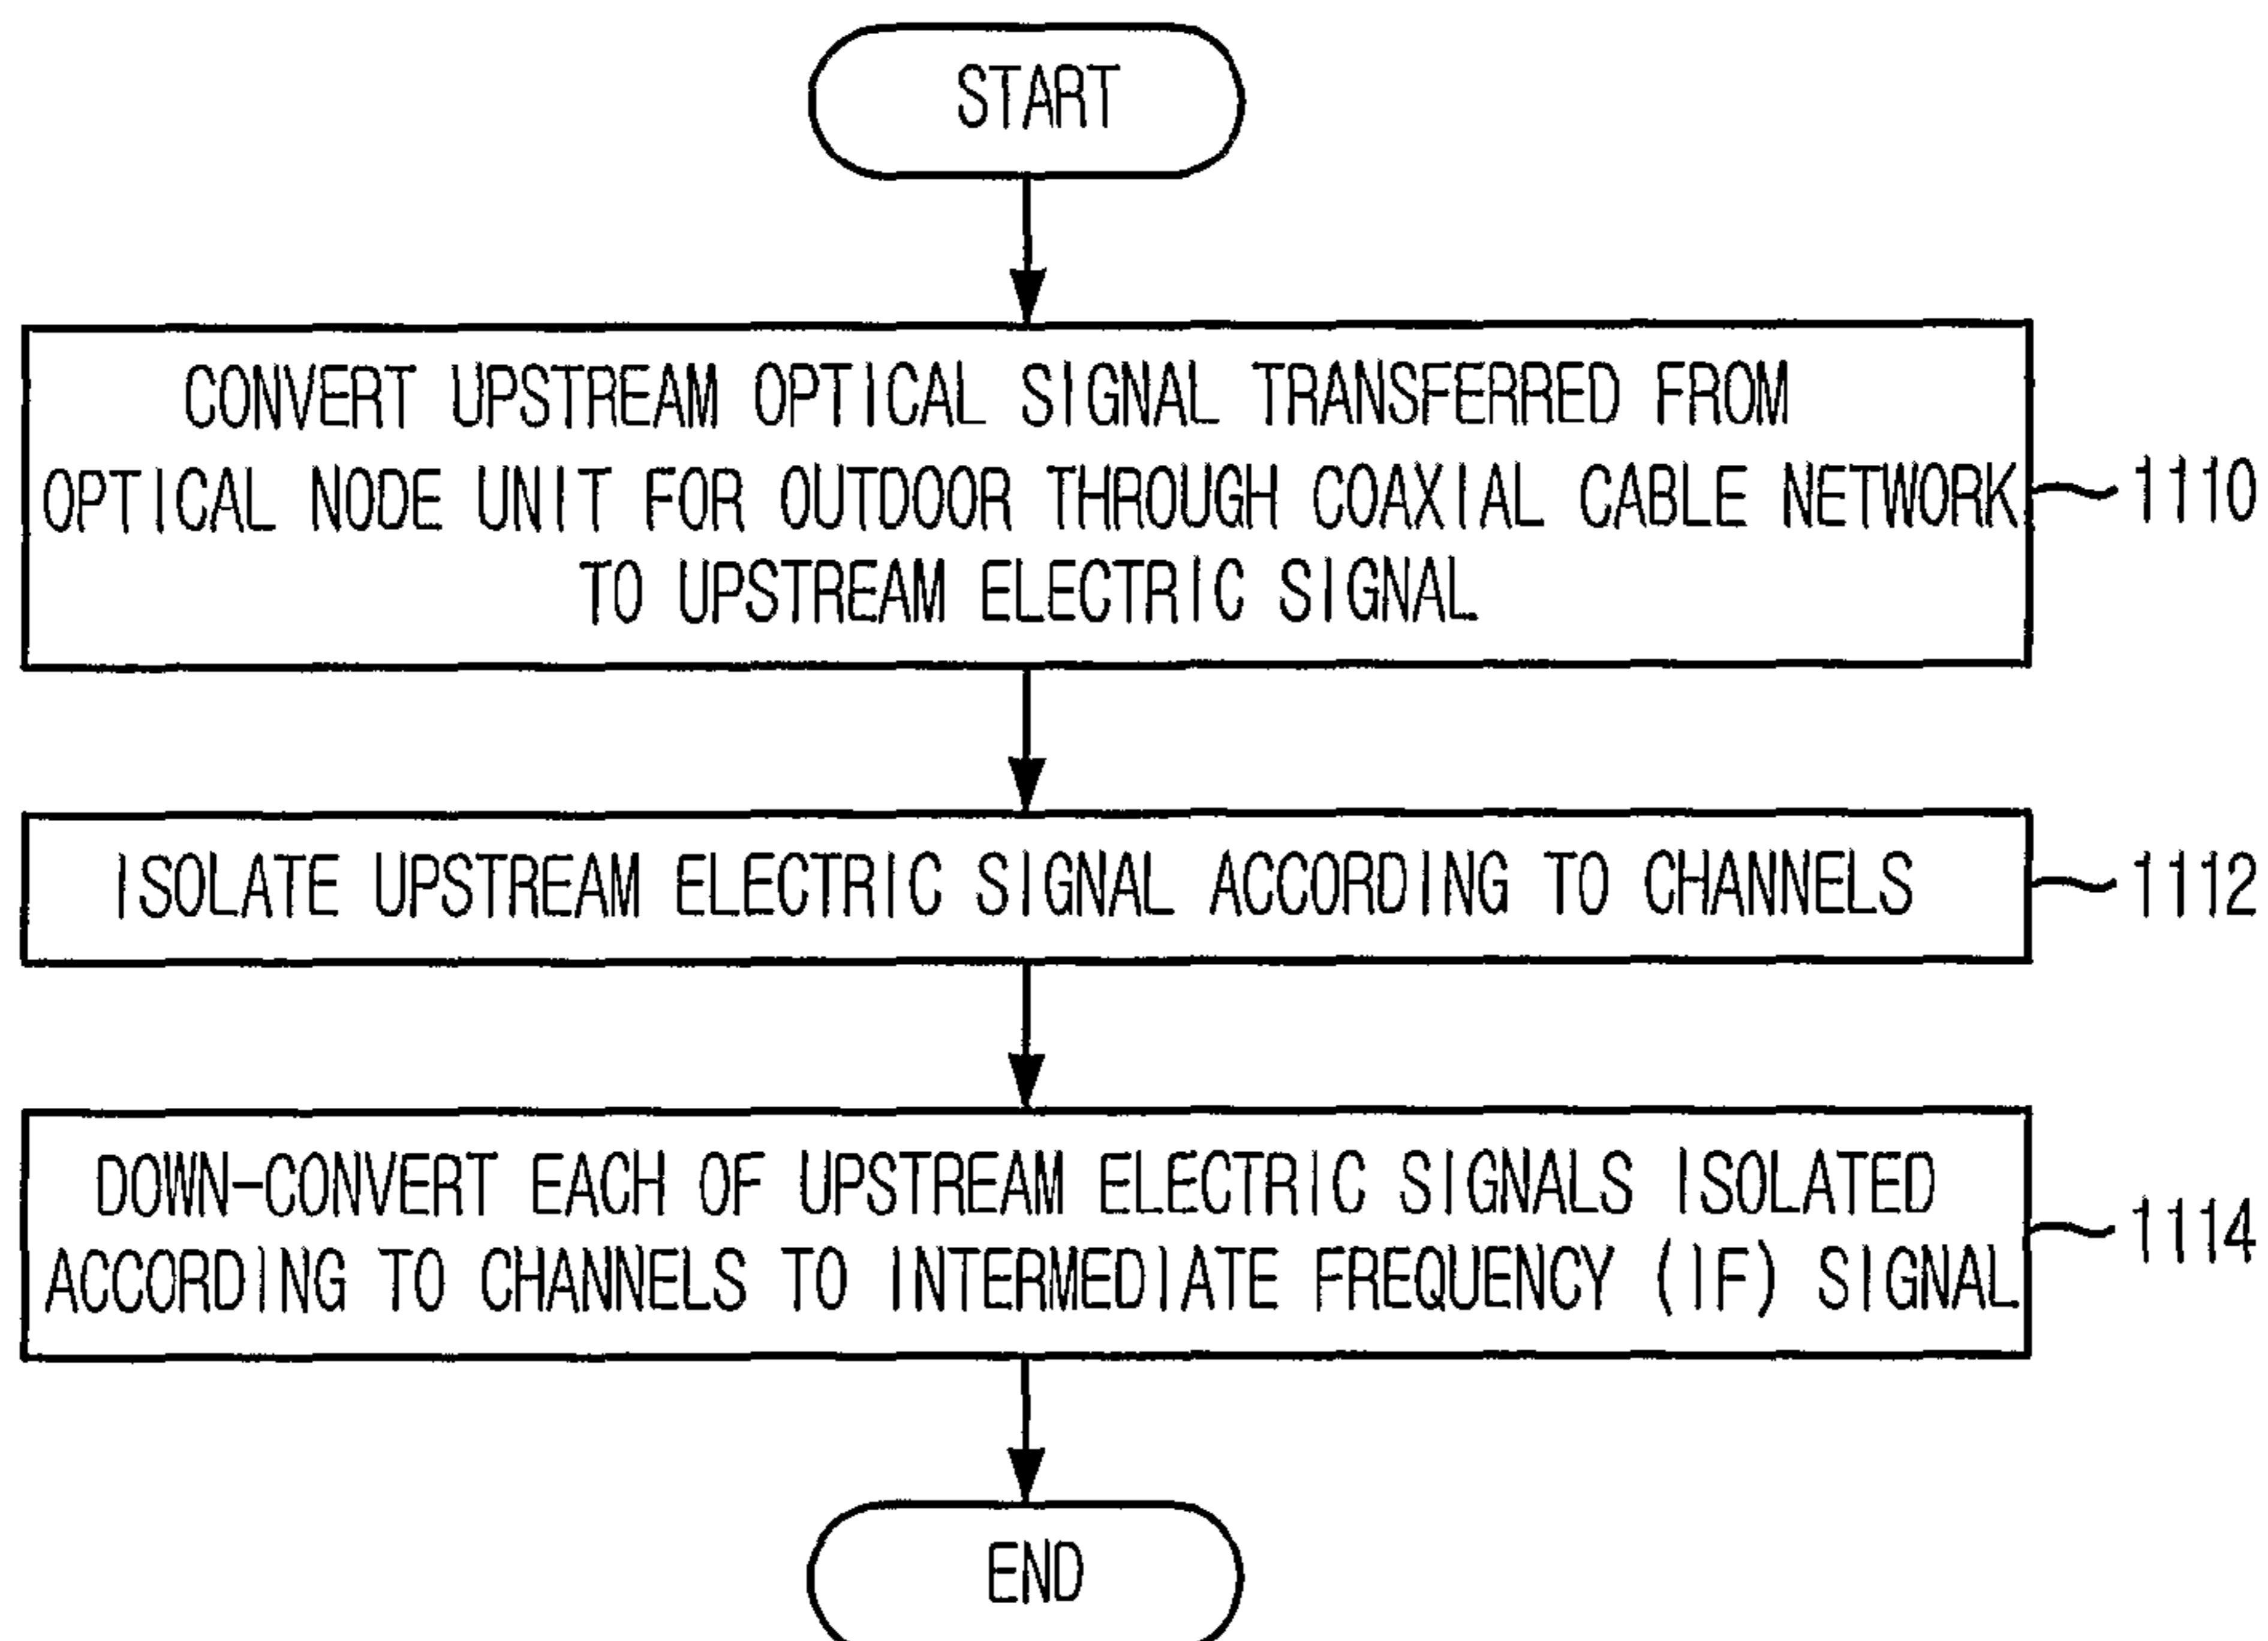 START
CONVERT UPSTREAM OPTICAL SIGNAL TRANSFERRED FROM
OPTICAL NODE UNIT FOR OUTDOOR THROUGH COAXIAL CABLE NETWORK
TO UPSTREAM ELECTRIC SIGNAL
1110
ISOLATE UPSTREAM ELECTRIC SIGNAL ACCORDING TO CHANNELS
1112
DOWN-CONVERT EACH OF UPSTREAM ELECTRIC SIGNALS ISOLATED
ACCORDING TO CHANNELS TO INTERMEDIATE FREQUENCY (IF) SIGNAL
1114
END